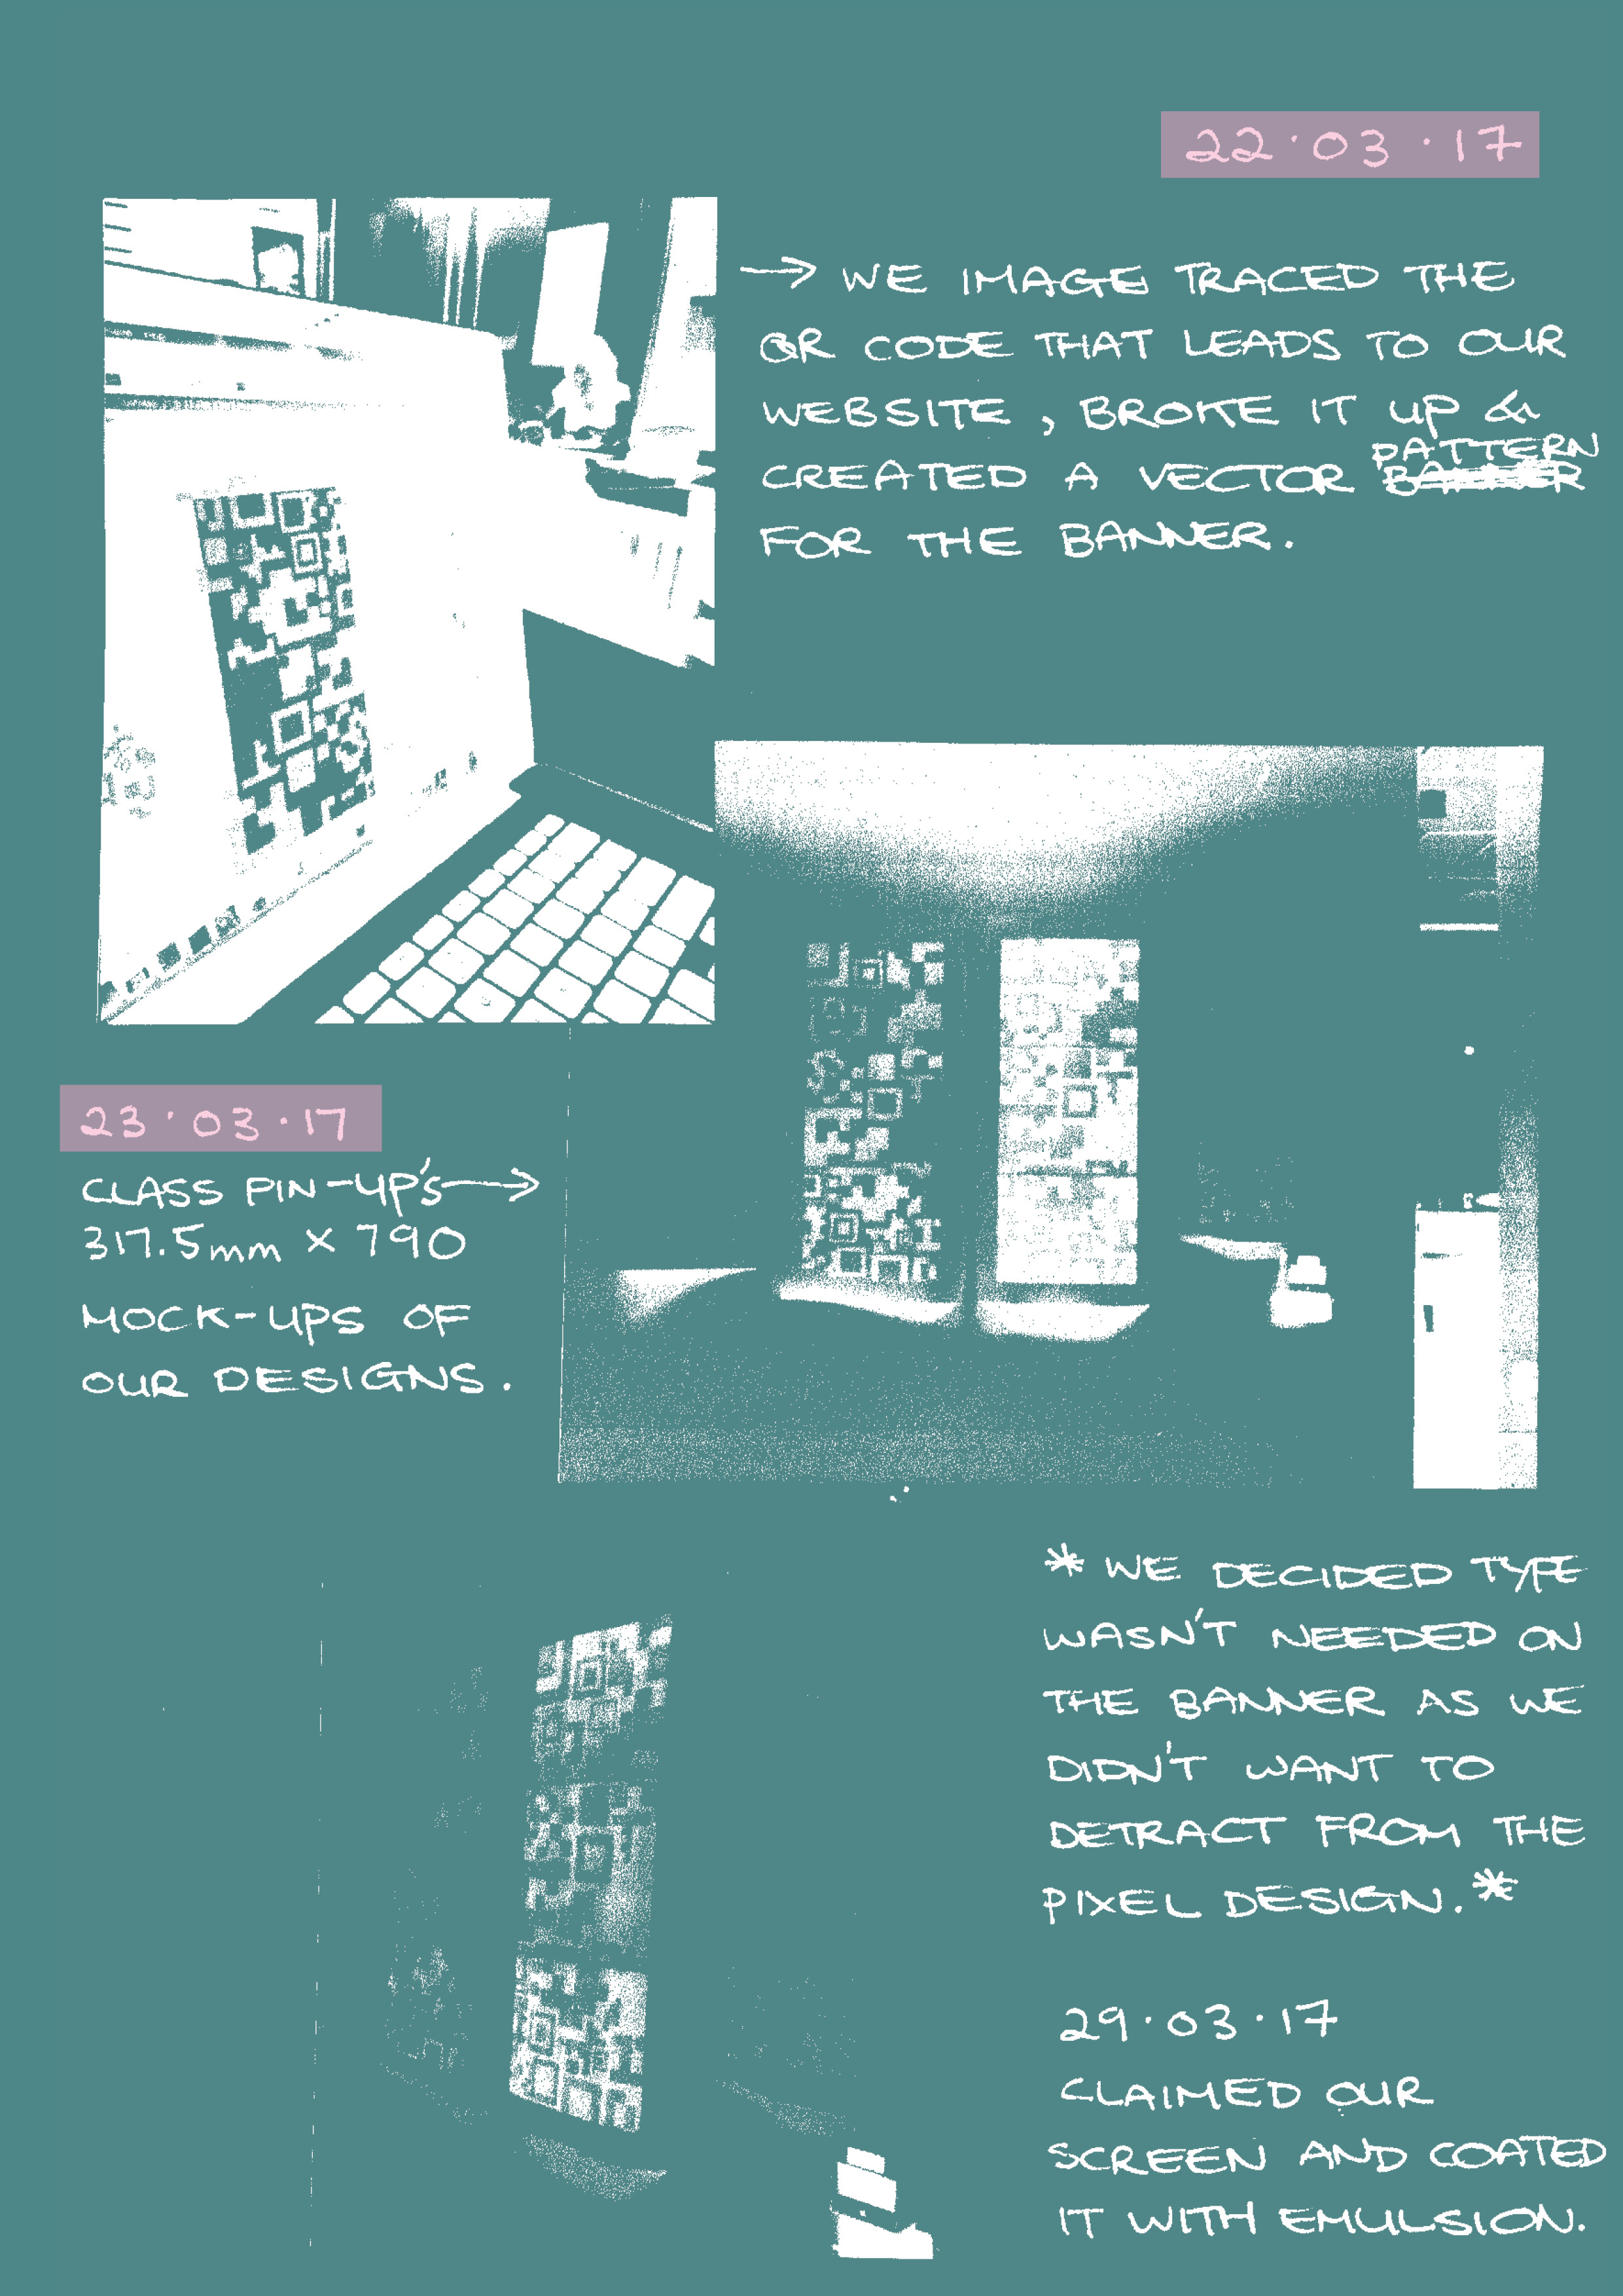 22·03·17
→ WE IMAGE TRACED THE
QR CODE THAT LEADS TO OUR
WEBSITE, BROKE IT UP &
PATTERN
CREATED A VECTOR BANNER
FOR THE BANNER.
23·03·17
CLASS PIN-UP'S →
317.5mm X 790
MOCK-UPS OF
OUR DESIGNS.
* WE DECIDED TYPE
WASN'T NEEDED ON
THE BANNER AS WE
DIDN'T WANT TO
DETRACT FROM THE
PIXEL DESIGN.*
29·03·17
CLAIMED OUR
SCREEN AND COATED
IT WITH EMULSION.